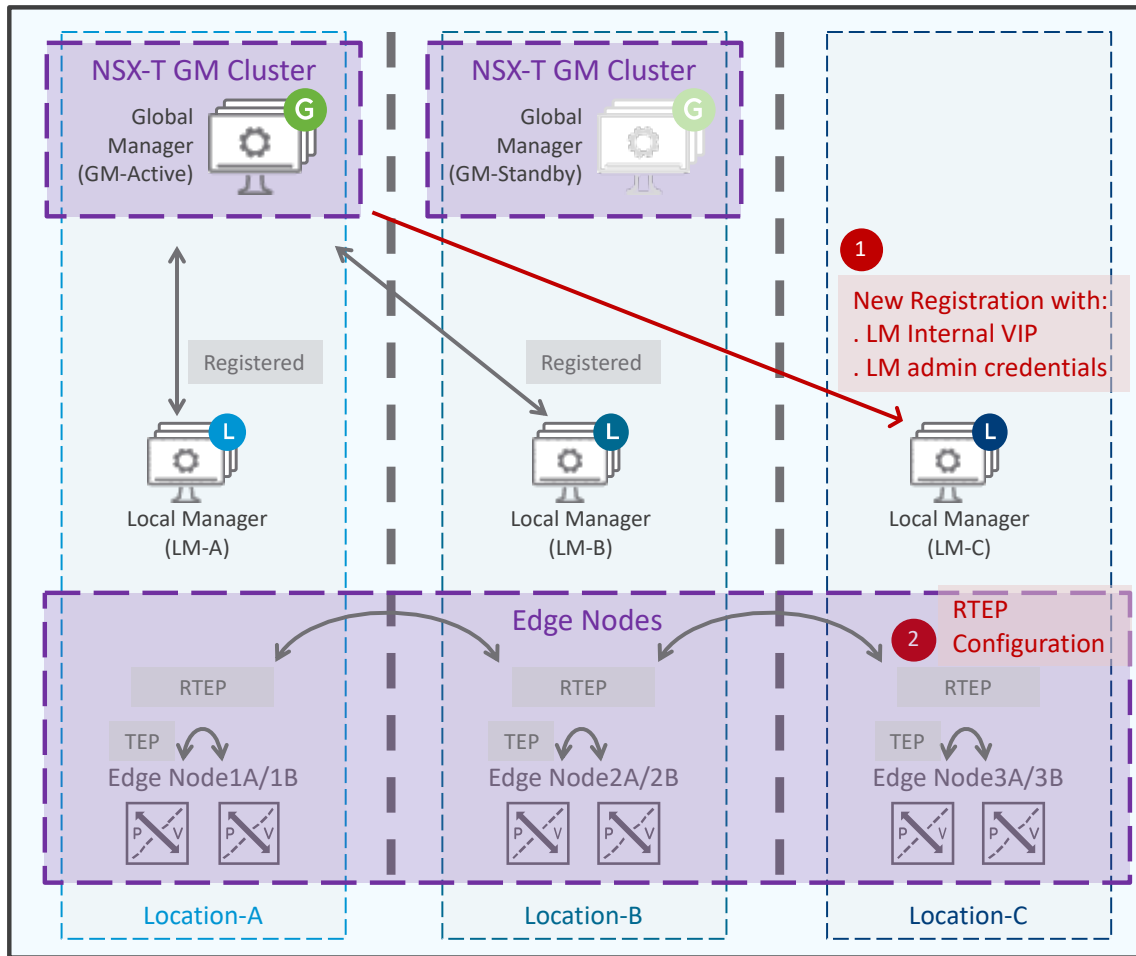 NSX-T GM Cluster
Global
Manager
(GM-Active)
G
NSX-T GM Cluster
Global
Manager
(GM-Standby)
G
1
New Registration with:
. LM Internal VIP
. LM admin credentials
Registered
Registered
L
Local Manager
(LM-A)
L
Local Manager
(LM-B)
L
Local Manager
(LM-C)
Edge Nodes
2
RTEP
Configuration
RTEP
RTEP
RTEP
TEP
TEP
TEP
Edge Node1A/1B
Edge Node2A/2B
Edge Node3A/3B
P V
P V
P V
P V
P V
P V
Location-A
Location-B
Location-C